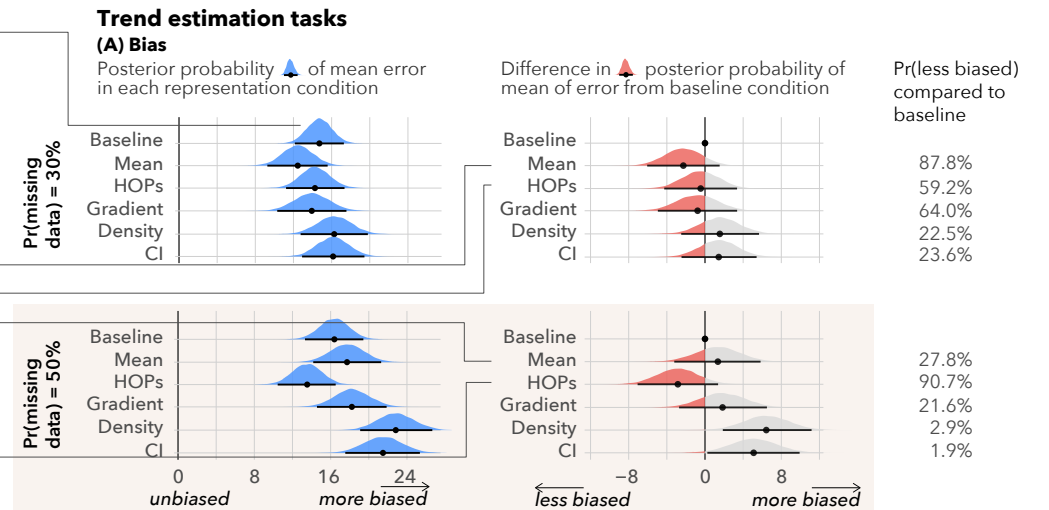 Trend estimation tasks
(A) Bias
Posterior probability of mean error
in each representation condition
Difference in posterior probability of
mean of error from baseline condition
Pr(less biased)
compared to
baseline
Pr(missing
data) = 30%
Baseline
Mean
HOPs
Gradient
Density
CI
Baseline
Mean
HOPs
Gradient
Density
CI
87.8%
59.2%
64.0%
22.5%
23.6%
Pr(missing
data) = 50%
Baseline
Mean
HOPs
Gradient
Density
CI
Baseline
Mean
HOPs
Gradient
Density
CI
27.8%
90.7%
21.6%
2.9%
1.9%
0 8 16 24
unbiased more biased
−8 0 8
less biased more biased